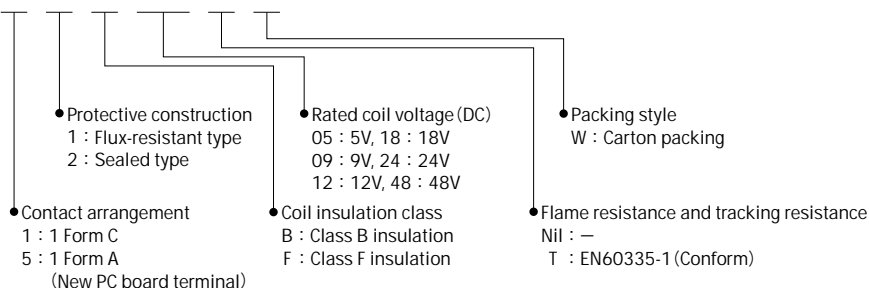 Protective construction
1 : Flux-resistant type
2 : Sealed type
Rated coil voltage (DC)
05 : 5V, 18 : 18V
09 : 9V, 24 : 24V
12 : 12V, 48 : 48V
Packing style
W : Carton packing
Contact arrangement
1 : 1 Form C
5 : 1 Form A
(New PC board terminal)
Coil insulation class
B : Class B insulation
F : Class F insulation
Flame resistance and tracking resistance
Nil : —
T : EN60335-1 (Conform)